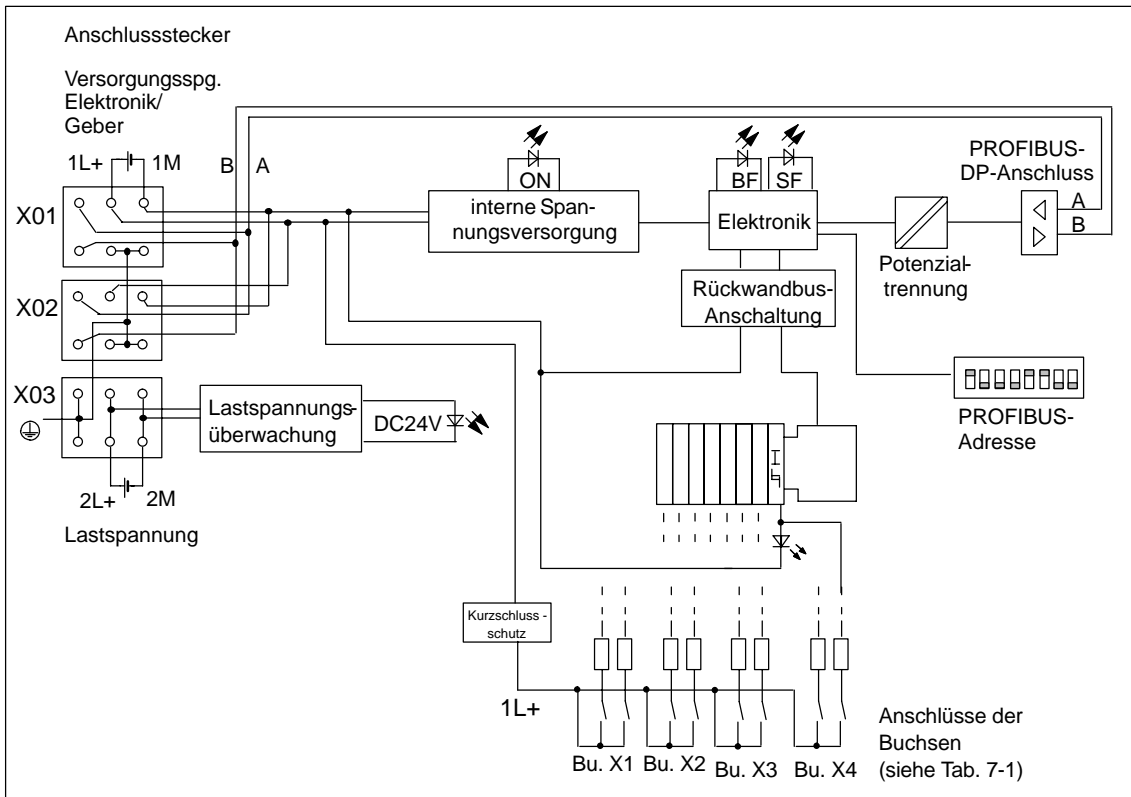 Anschlussstecker
Versorgungsspg.
Elektronik/
Geber
1L+
1M
B
A
X01
X02
X03
ON
interne Span-
nungsversorgung
BF
SF
Elektronik
Rückwandbus-
Anschaltung
Potenzial-
trennung
PROFIBUS-
DP-Anschluss
A
B
PROFIBUS-
Adresse
Lastspannungs-
überwachung
DC24V
2L+
2M
Lastspannung
Kurzschluss -
schutz
1L+
Bu. X1
Bu. X2
Bu. X3
Bu. X4
Anschlüsse der
Buchsen
(siehe Tab. 7-1)